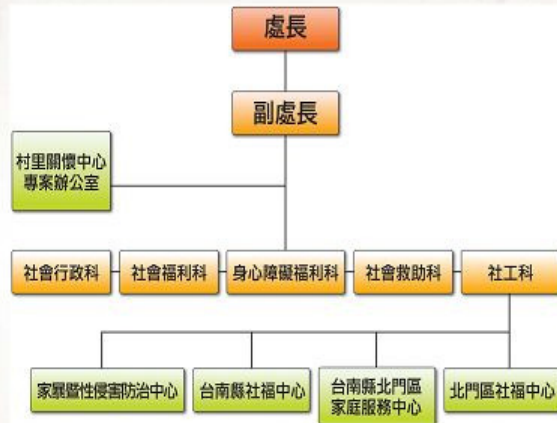 處長
副處長
村里關懷中心
專案辦公室
社會行政科
社會福利科
身心障礙福利科
社會救助科
社工科
家暴暨性侵害防治中心
台南縣社福中心
台南縣北門區
家庭服務中心
北門區社福中心